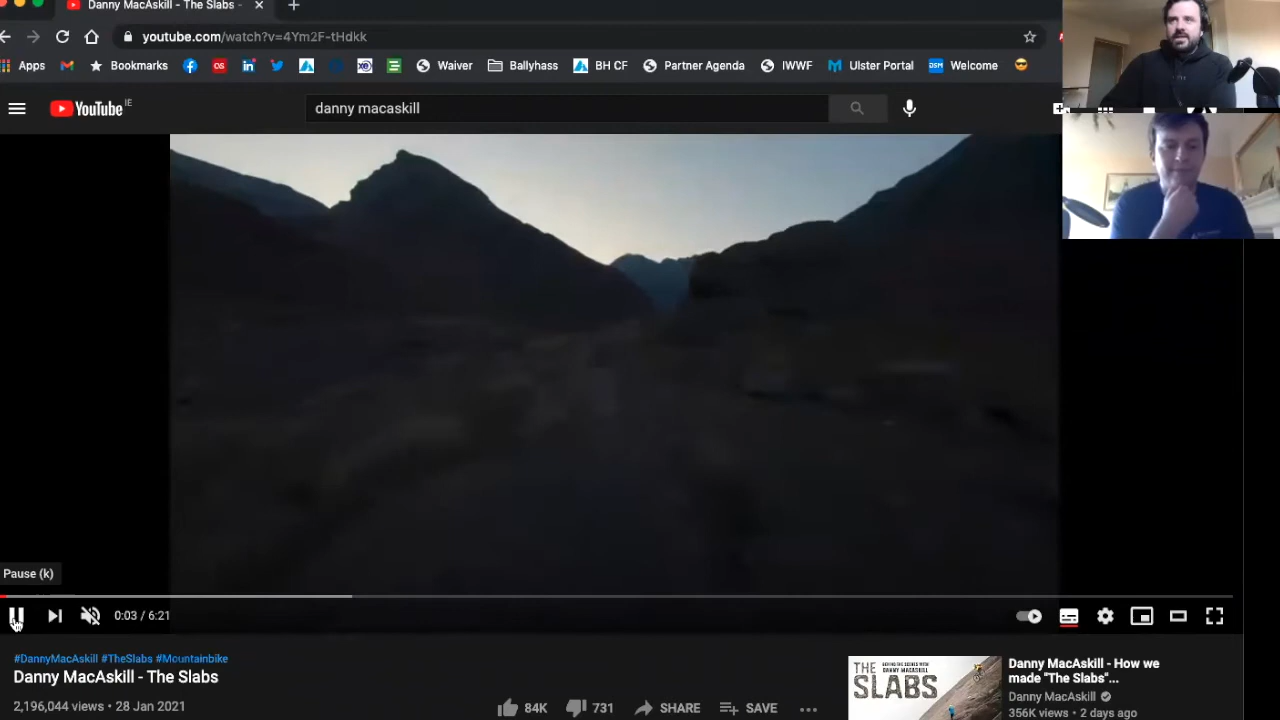 Danny MacAskill - The Slabs -
youtube.com/watch?v=4Ym2F-tHdkk
Apps Bookmarks Waiver Ballyhass BH CF Partner Agenda IWWF Ulster Portal Welcome
YouTube IE
danny macaskill
Pause (k)
0:03 / 6:21
#DannyMacAskill #TheSlabs #Mountainbike
Danny MacAskill - The Slabs
2,196,044 views • 28 Jan 2021
84K 731 SHARE SAVE
THE
SLABS
Danny MacAskill - How we
made "The Slabs"...
Danny MacAskill
356K views • 2 days ago